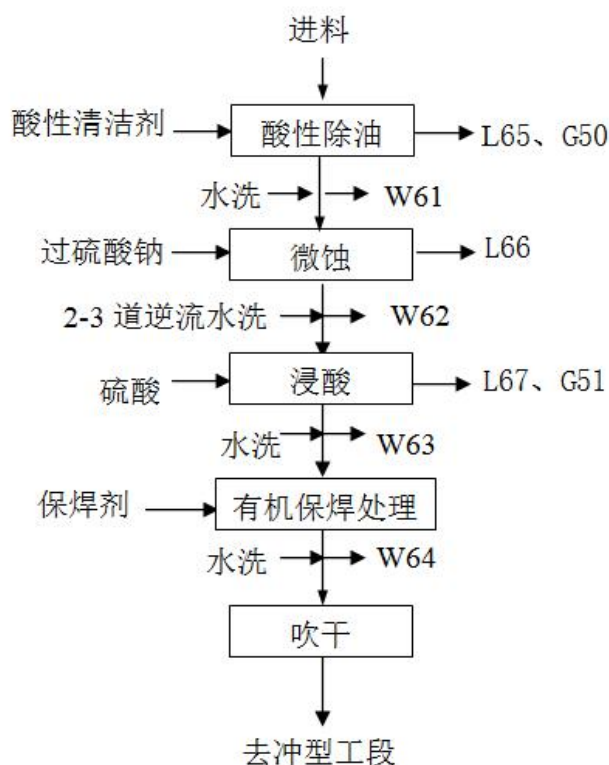 进料
酸性清洁剂
酸性除油
L65、G50
水洗
W61
过硫酸钠
微蚀
L66
2-3 道逆流水洗
W62
硫酸
浸酸
L67、G51
水洗
W63
保焊剂
有机保焊处理
水洗
W64
吹干
去冲型工段